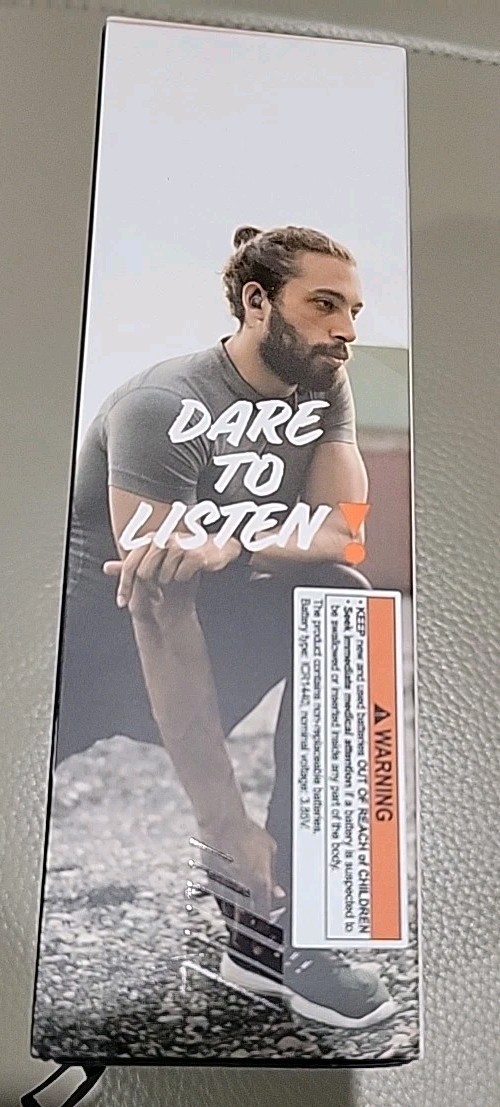 DARE
TO
LISTEN!
⚠ WARNING
• KEEP new and used batteries OUT OF REACH of CHILDREN
• Seek immediate medical attention if a battery is suspected to
be swallowed or inserted inside any part of the body.
The product contains non-replaceable batteries.
Battery type: ICR1440, nominal voltage: 3.85V.